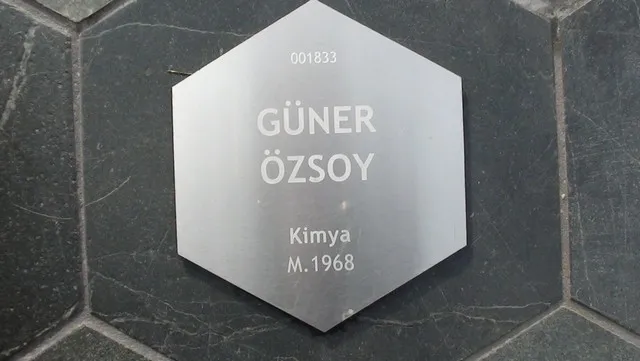 001833
GÜNER
ÖZSOY
Kimya
M.1968